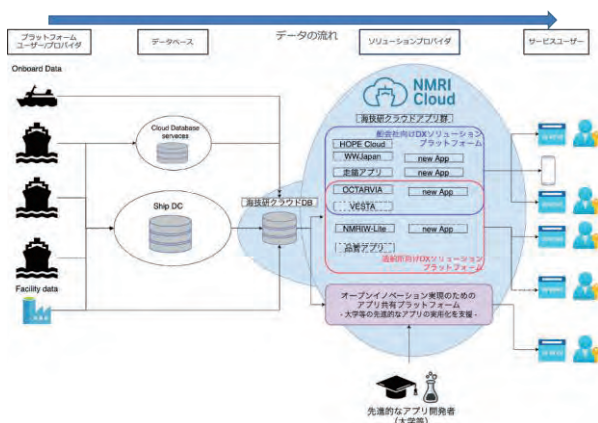 データの流れ
プラットフォーム
ユーザー/プロバイダ
データベース
ソリューションプロバイダ
サービスユーザー
Onboard Data
NMRI
Cloud
海技研クラウドアプリ群
Cloud Database
services
船会社向けDXソリューション
プラットフォーム
HOPE Cloud
WWJapan
new App
走錨アプリ
new App
Ship DC
海技研クラウドDB
OCTARVIA
new App
VESTA
NMRIW-Lite
new App
品管アプリ
造船所向けDXソリューション
プラットフォーム
Facility data
オープンイノベーション実現のための
アプリ共有プラットフォーム
- 大学等の先進的なアプリの実用化を支援 -
先進的なアプリ開発者
(大学等)